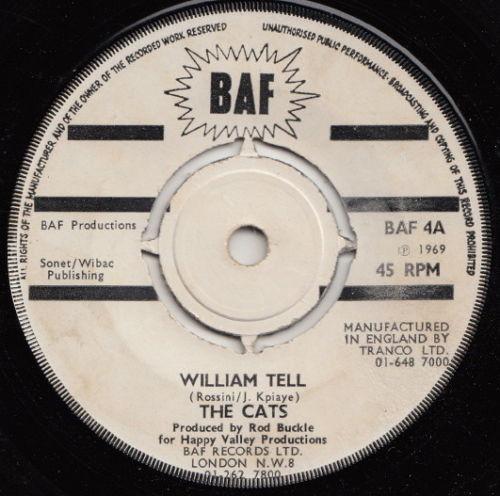 ALL RIGHTS OF THE MANUFACTURER AND OF THE OWNER OF THE RECORDED WORK RESERVED
UNAUTHORISED PUBLIC PERFORMANCE, BROADCASTING AND COPYING OF THIS RECORD PROHIBITED
BAF
BAF Productions
BAF 4A
℗ 1969
Sonet/Wibac
Publishing
45 RPM
MANUFACTURED
IN ENGLAND BY
TRANCO LTD.
01-648 7000
WILLIAM TELL
(Rossini/J. Kpiaye)
THE CATS
Produced by Rod Buckle
for Happy Valley Productions
BAF RECORDS LTD.
LONDON N.W.8
01-262 7800